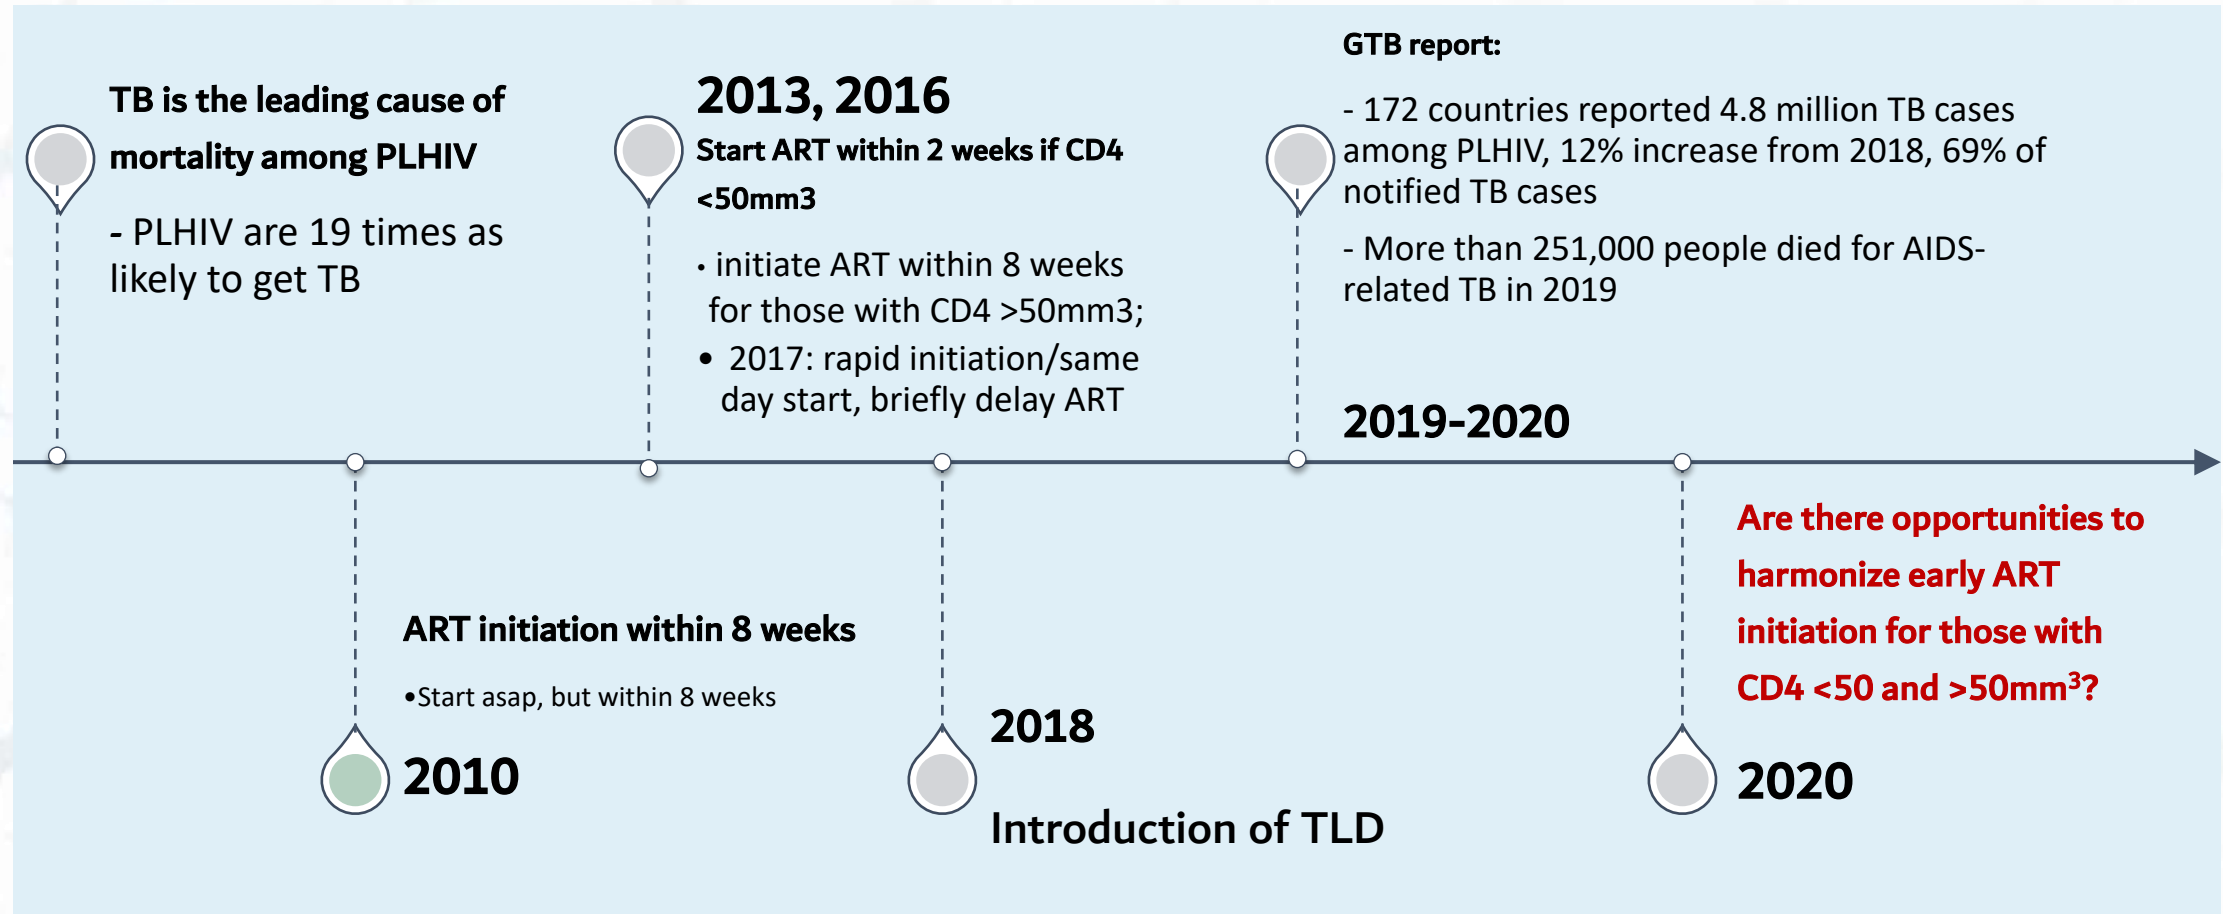 TB is the leading cause of
mortality among PLHIV
- PLHIV are 19 times as
likely to get TB
ART initiation within 8 weeks
•Start asap, but within 8 weeks
2010
2013, 2016
Start ART within 2 weeks if CD4
<50mm3
• initiate ART within 8 weeks
for those with CD4 >50mm3;
• 2017: rapid initiation/same
day start, briefly delay ART
2018
Introduction of TLD
GTB report:
- 172 countries reported 4.8 million TB cases
among PLHIV, 12% increase from 2018, 69% of
notified TB cases
- More than 251,000 people died for AIDS-
related TB in 2019
2019-2020
Are there opportunities to
harmonize early ART
initiation for those with
CD4 <50 and >50mm³?
2020